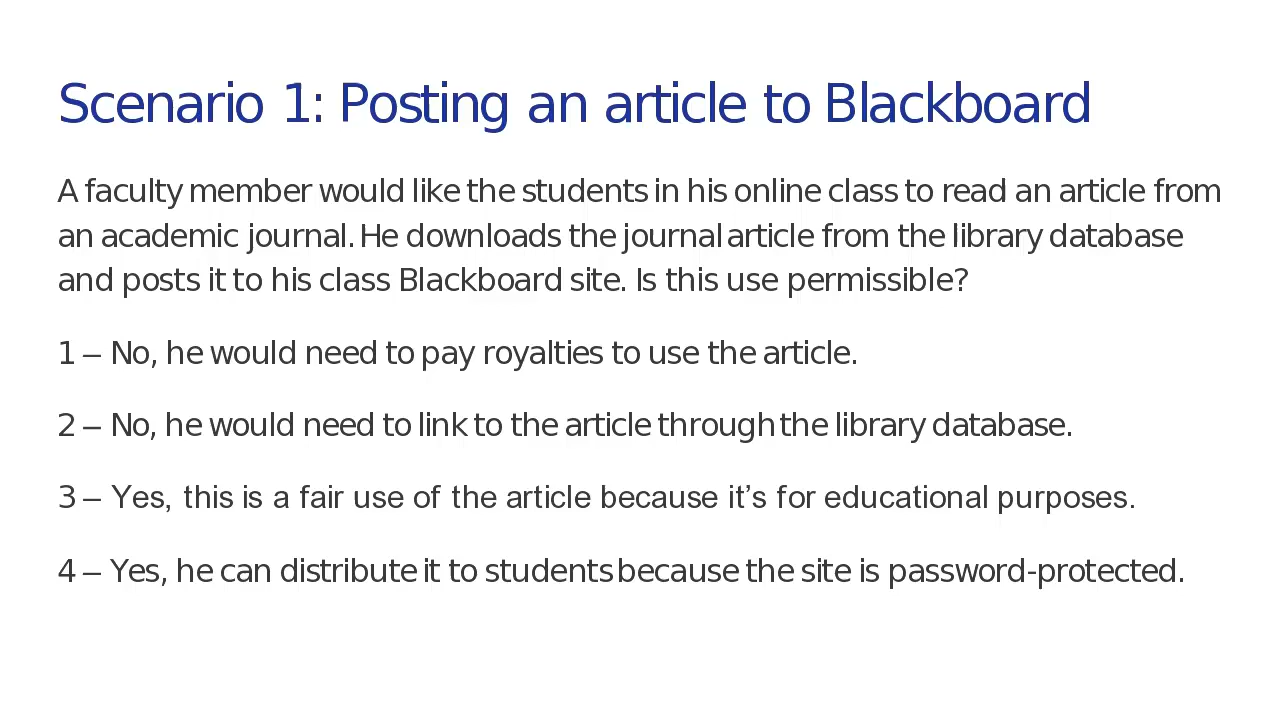 Scenario 1: Posting an article to Blackboard
A faculty member would like the students in his online class to read an article from
an academic journal. He downloads the journal article from the library database
and posts it to his class Blackboard site. Is this use permissible?
1 – No, he would need to pay royalties to use the article.
2 – No, he would need to link to the article through the library database.
3 – Yes, this is a fair use of the article because it’s for educational purposes.
4 – Yes, he can distribute it to students because the site is password-protected.